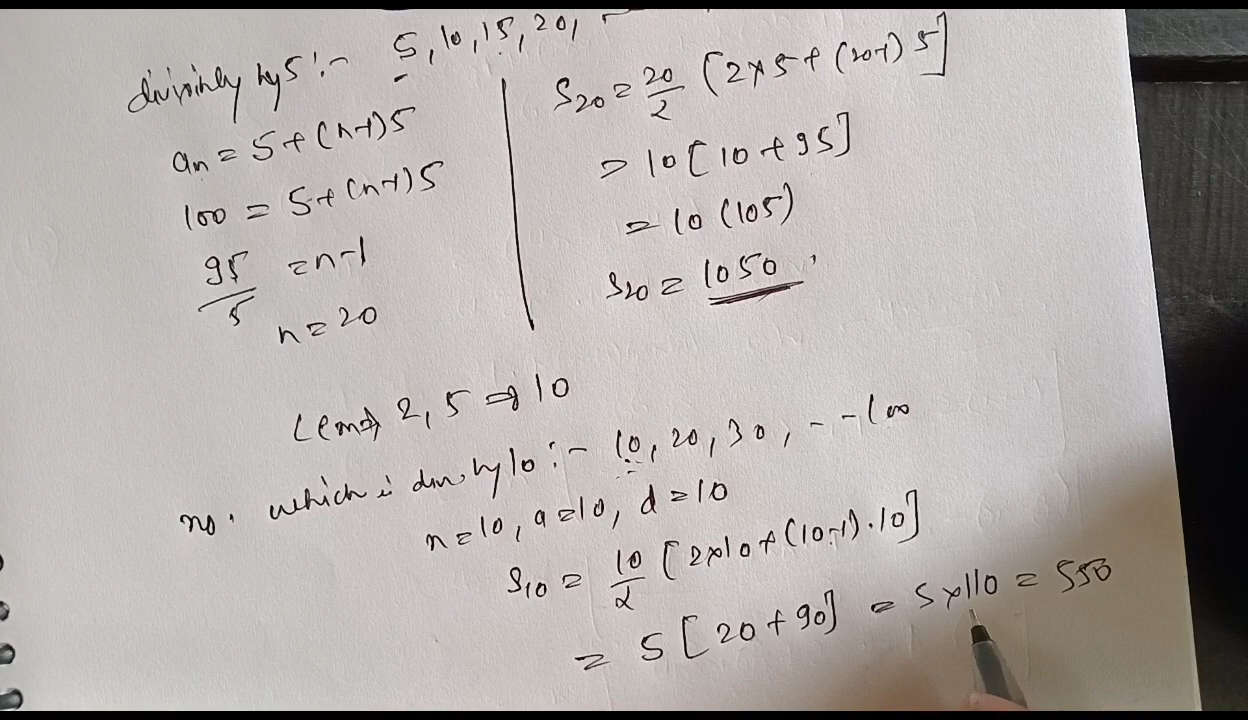 divisible by 5 :- 5, 10, 15, 20,
an = 5 + (n-1)5
100 = 5 + (n-1)5
95/5 = n-1
n = 20
S20 = 20/2 [2×5 + (20-1) 5]
= 10 [10 + 95]
= 10 (105)
S20 = 1050
LCM 2, 5 ⇒ 10
no. which is div. by 10 :- 10, 20, 30, - - 100
n = 10, a = 10, d = 10
S10 = 10/2 [2×10 + (10-1).10]
= 5 [20 + 90] = 5 × 110 = 550